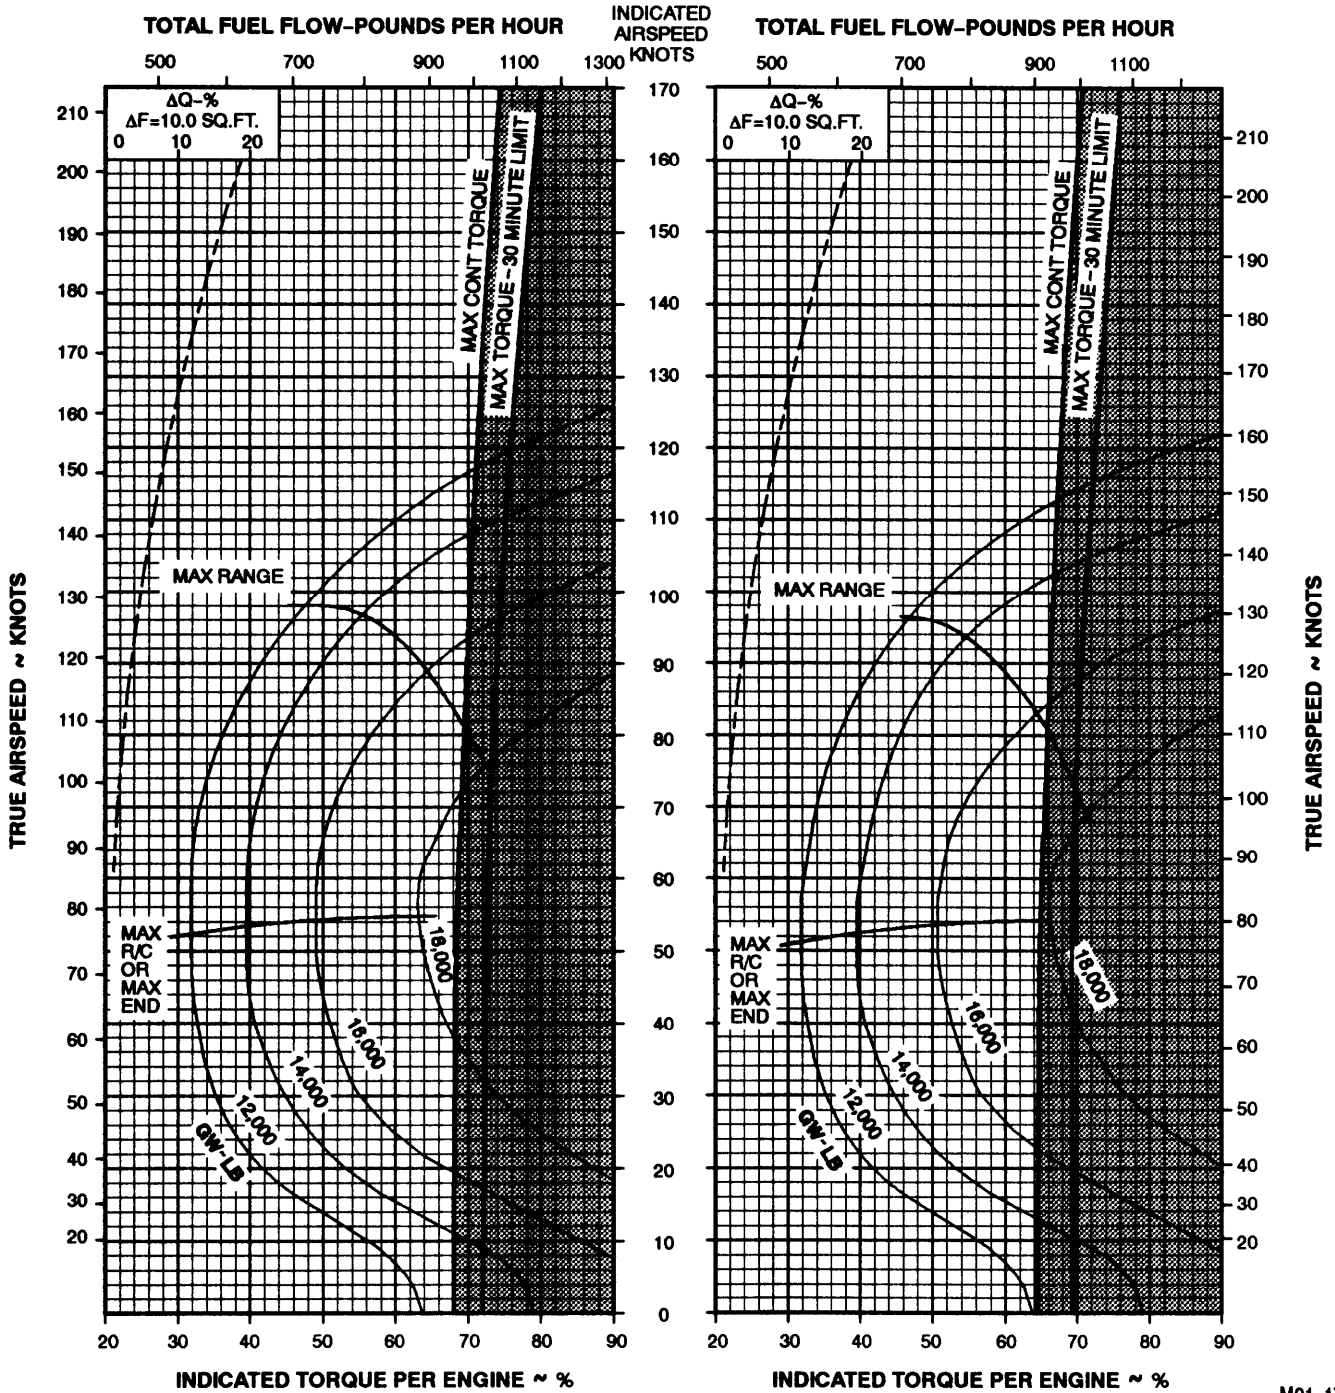 TOTAL FUEL FLOW–POUNDS PER HOUR
500 700 900 1100 1300
INDICATED
AIRSPEED
KNOTS
TOTAL FUEL FLOW–POUNDS PER HOUR
500 700 900 1100
ΔQ–%
ΔF=10.0 SQ.FT.
0 10 20
210
200
190
180
170
160
150
140
130
120
110
100
90
80
70
60
50
40
30
20
TRUE AIRSPEED ~ KNOTS
MAX CONT TORQUE
MAX TORQUE – 30 MINUTE LIMIT
MAX RANGE
MAX
R/C
OR
MAX
END
GW–LB
12,000
14,000
16,000
18,000
20 30 40 50 60 70 80 90
INDICATED TORQUE PER ENGINE ~ %
170
160
150
140
130
120
110
100
90
80
70
60
50
40
30
20
10
0
ΔQ–%
ΔF=10.0 SQ.FT.
0 10 20
MAX CONT TORQUE
MAX TORQUE – 30 MINUTE LIMIT
MAX RANGE
MAX
R/C
OR
MAX
END
GW–LB
12,000
14,000
16,000
18,000
20 30 40 50 60 70 80 90
INDICATED TORQUE PER ENGINE ~ %
210
200
190
180
170
160
150
140
130
120
110
100
90
80
70
60
50
40
30
20
TRUE AIRSPEED ~ KNOTS